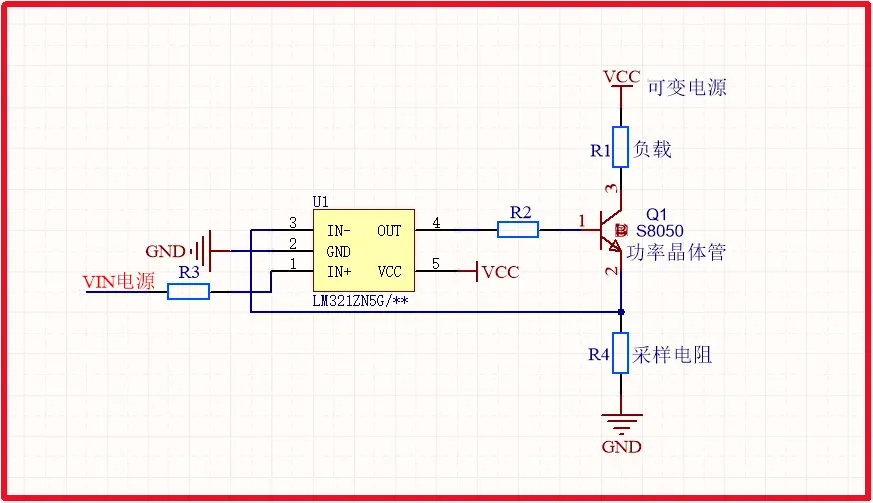 VCC 可变电源
R1 负载
3
U1
Q1
3 IN- OUT 4
R2
1
S8050
GND
2 GND
功率晶体管
R3
1 IN+ VCC 5
VCC
2
VIN电源
LM321ZN5G/**
R4 采样电阻
GND